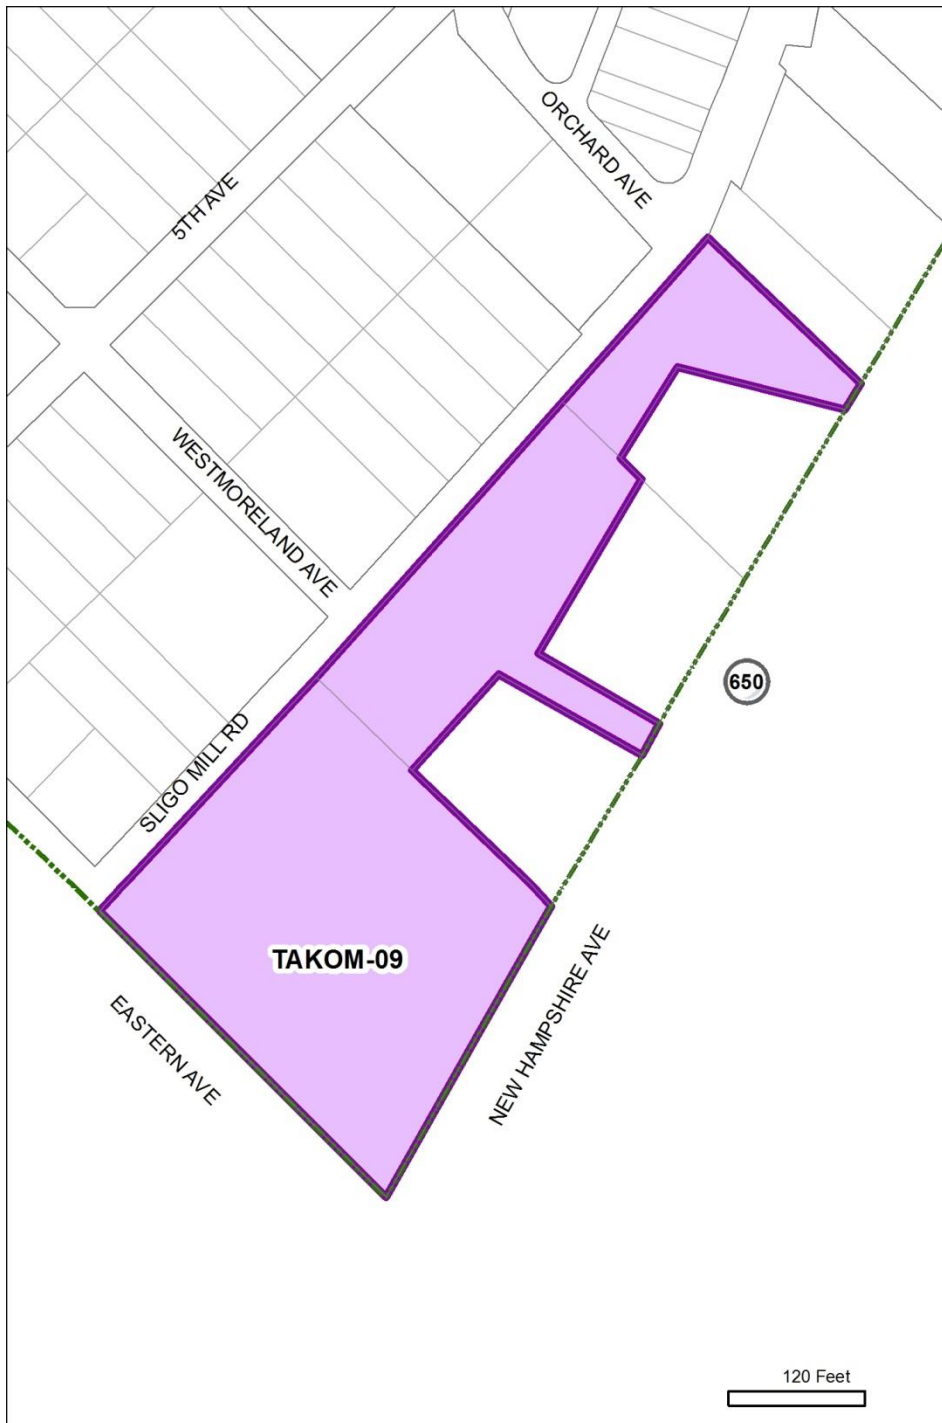 ORCHARD AVE
5TH AVE
WESTMORELAND AVE
650
SLIGO MILL RD
TAKOM-09
EASTERN AVE
NEW HAMPSHIRE AVE
120 Feet